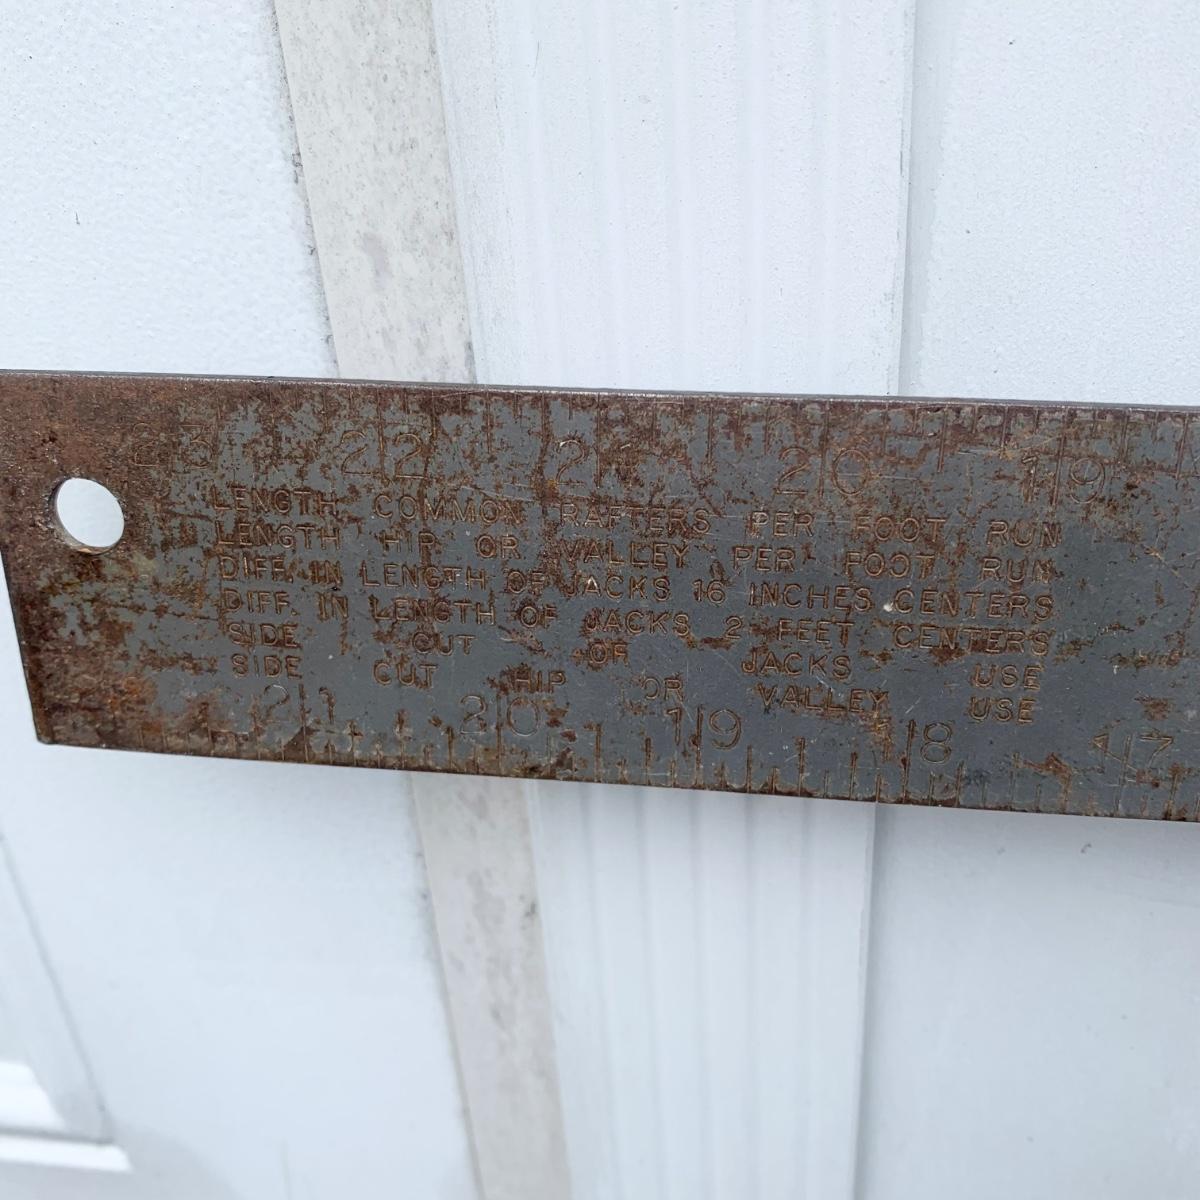 23 22 21 20 19
LENGTH COMMON RAFTERS PER FOOT RUN
LENGTH HIP OR VALLEY PER FOOT RUN
DIFF. IN LENGTH OF JACKS 16 INCHES CENTERS
DIFF. IN LENGTH OF JACKS 2 FEET CENTERS
SIDE CUT OF JACKS USE
SIDE CUT HIP OR VALLEY USE
21 20 19 18 17